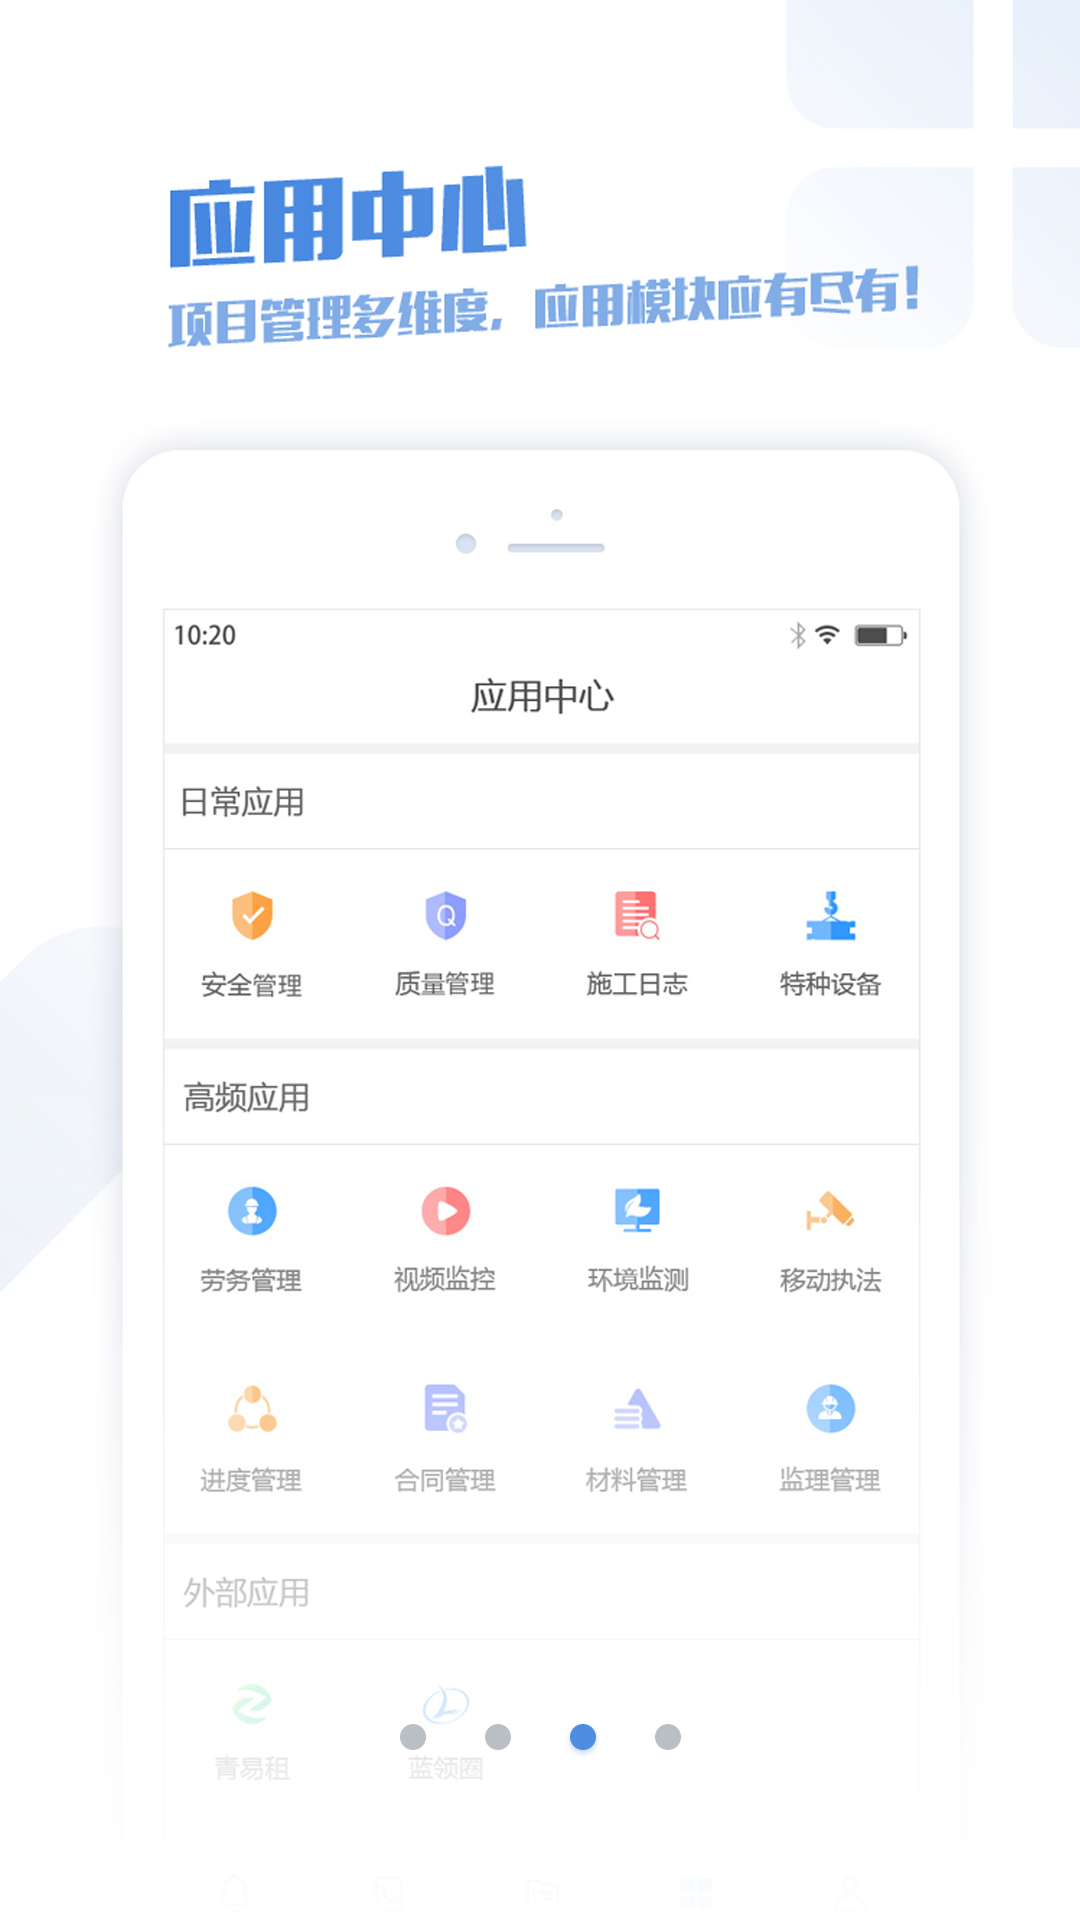 应用中心
项目管理多维度，应用模块应有尽有！
10:20
应用中心
日常应用
安全管理 质量管理 施工日志 特种设备
高频应用
劳务管理 视频监控 环境监测 移动执法
进度管理 合同管理 材料管理 监理管理
外部应用
青易租 蓝领圈